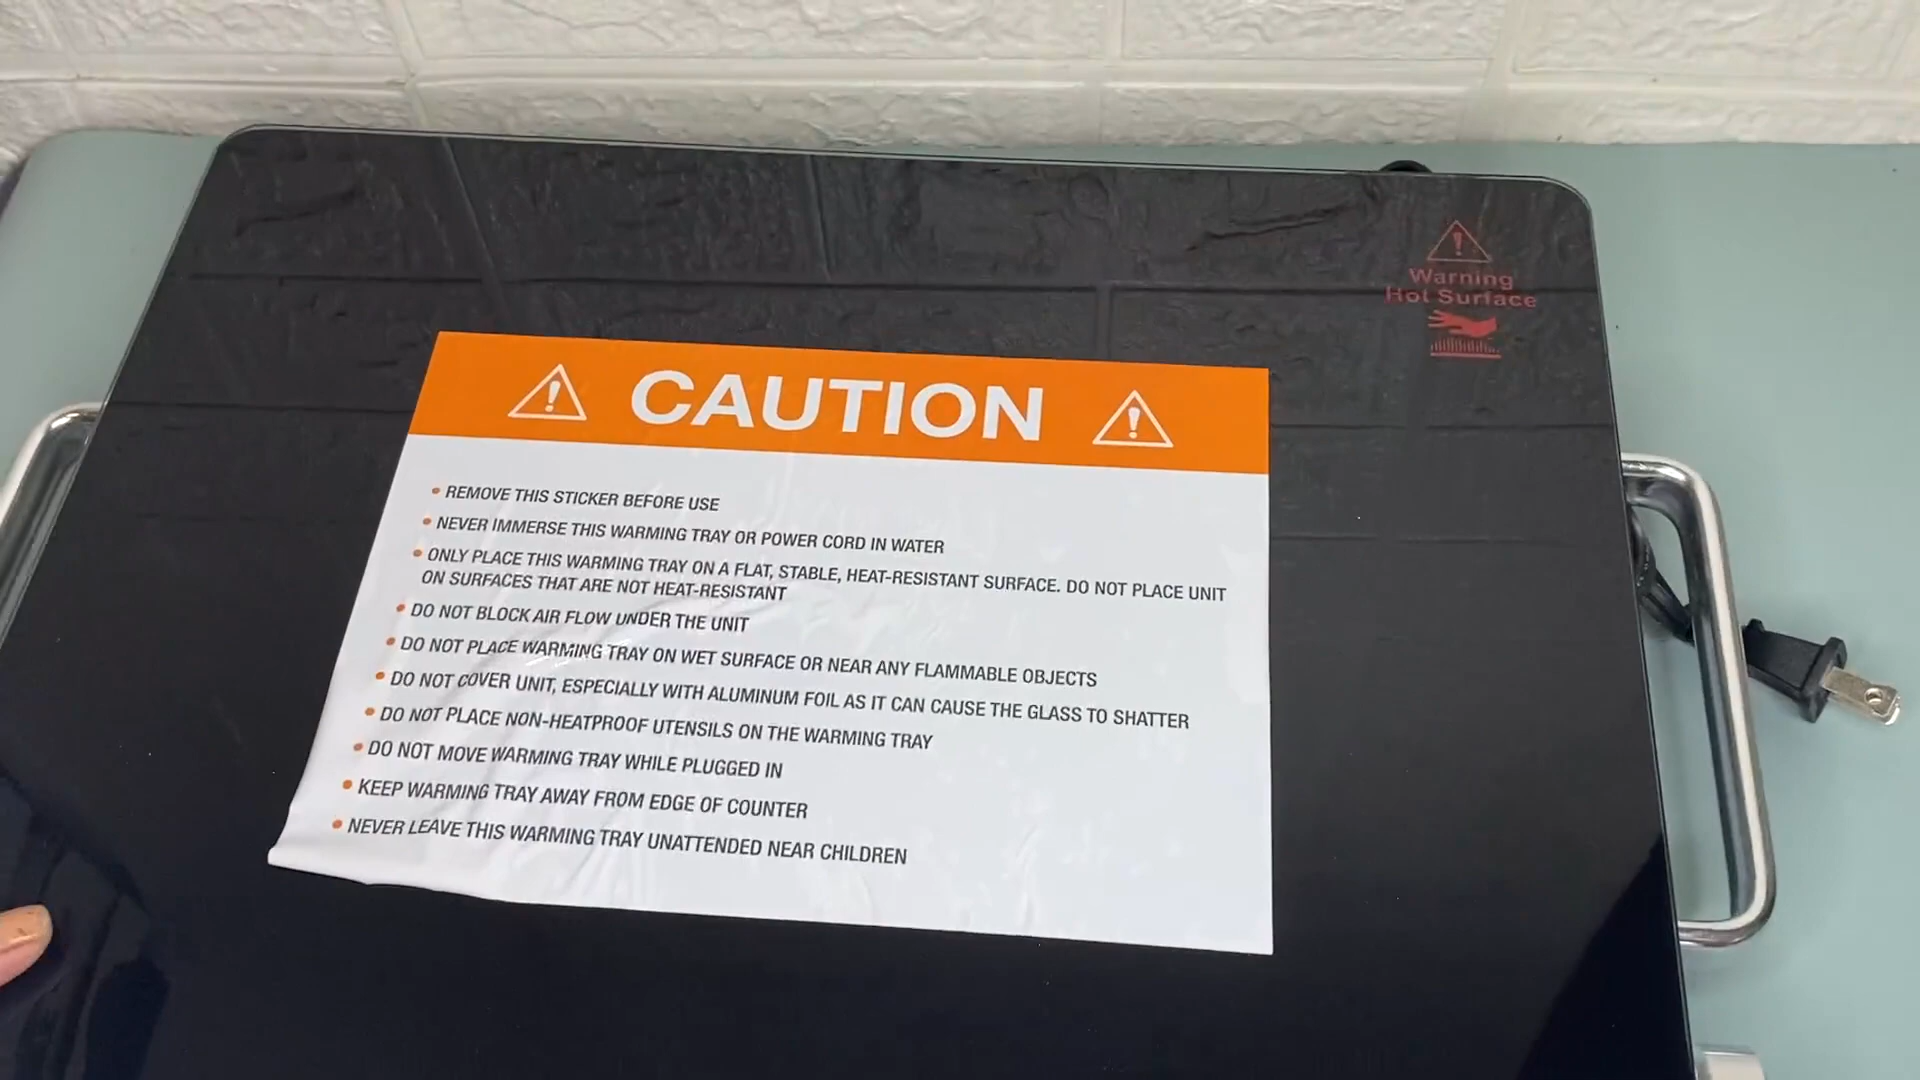 Warning
Hot Surface
CAUTION
• REMOVE THIS STICKER BEFORE USE
• NEVER IMMERSE THIS WARMING TRAY OR POWER CORD IN WATER
• ONLY PLACE THIS WARMING TRAY ON A FLAT, STABLE, HEAT-RESISTANT SURFACE. DO NOT PLACE UNIT
ON SURFACES THAT ARE NOT HEAT-RESISTANT
• DO NOT BLOCK AIR FLOW UNDER THE UNIT
• DO NOT PLACE WARMING TRAY ON WET SURFACE OR NEAR ANY FLAMMABLE OBJECTS
• DO NOT COVER UNIT, ESPECIALLY WITH ALUMINUM FOIL AS IT CAN CAUSE THE GLASS TO SHATTER
• DO NOT PLACE NON-HEATPROOF UTENSILS ON THE WARMING TRAY
• DO NOT MOVE WARMING TRAY WHILE PLUGGED IN
• KEEP WARMING TRAY AWAY FROM EDGE OF COUNTER
• NEVER LEAVE THIS WARMING TRAY UNATTENDED NEAR CHILDREN